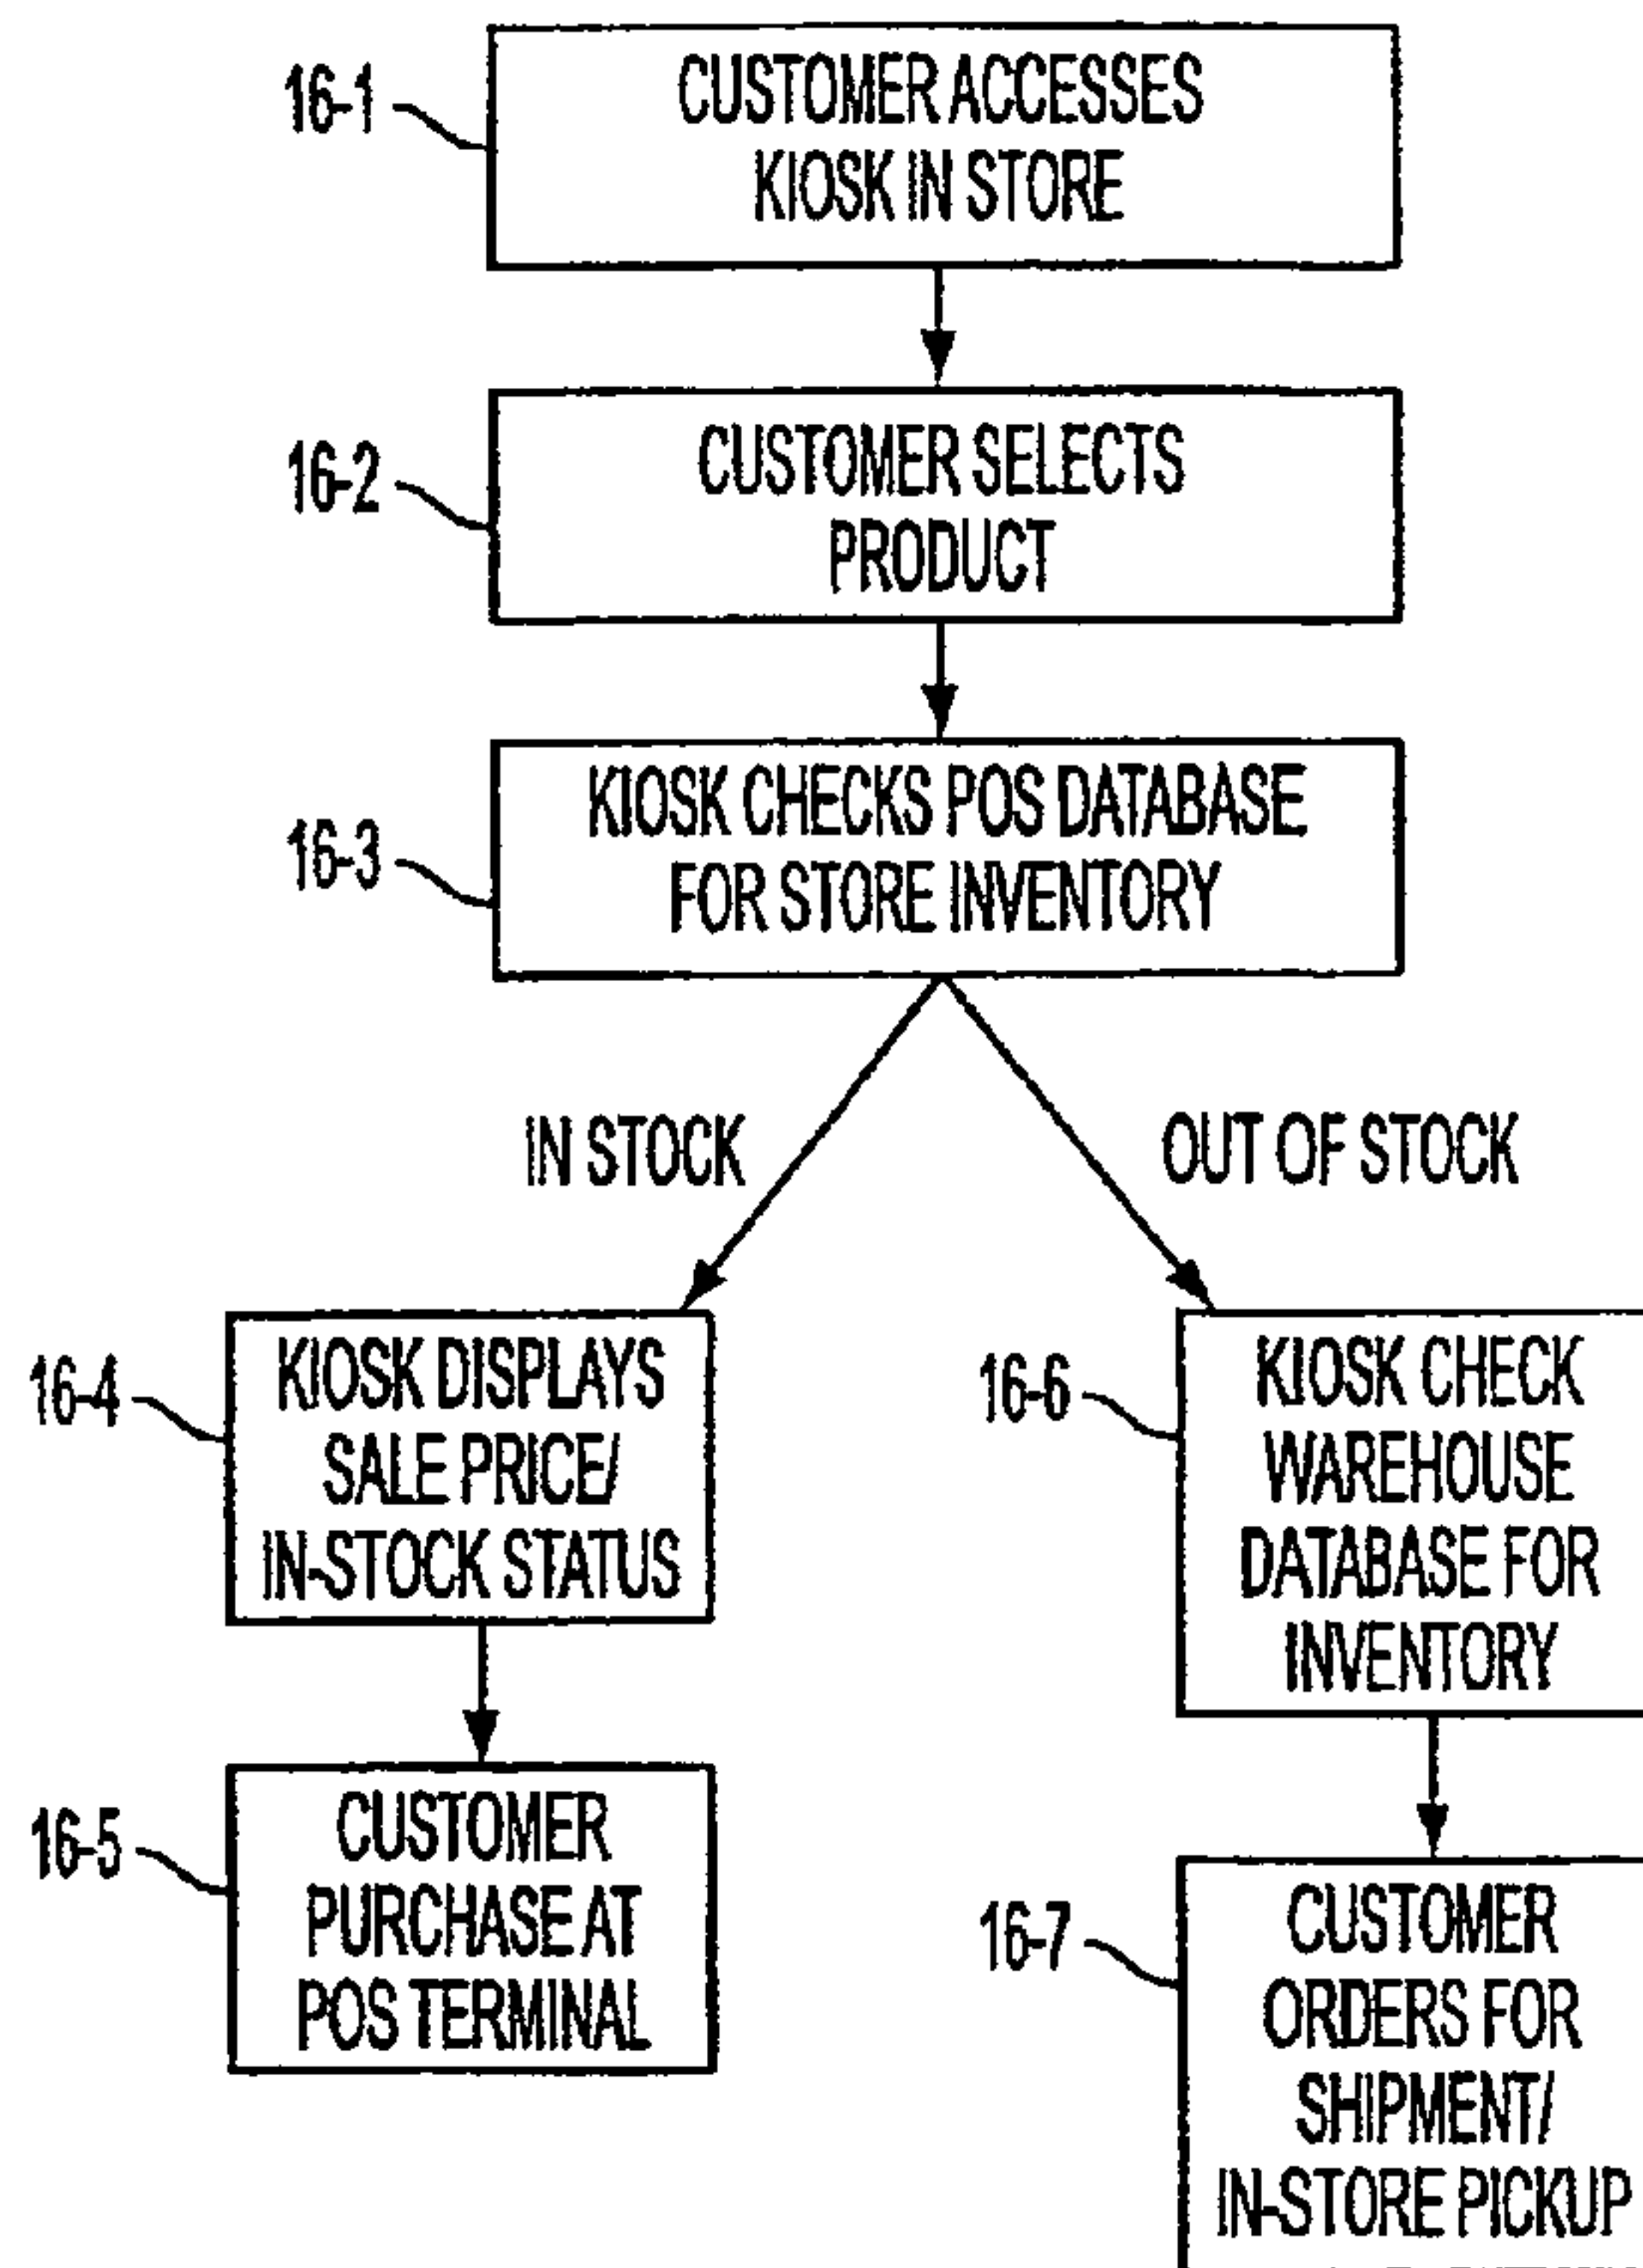 16-1
CUSTOMER ACCESSES
KIOSK IN STORE
16-2
CUSTOMER SELECTS
PRODUCT
16-3
KIOSK CHECKS POS DATABASE
FOR STORE INVENTORY
IN STOCK
OUT OF STOCK
16-4
KIOSK DISPLAYS
SALE PRICE/
IN-STOCK STATUS
16-5
CUSTOMER
PURCHASE AT
POS TERMINAL
16-6
KIOSK CHECK
WAREHOUSE
DATABASE FOR
INVENTORY
16-7
CUSTOMER
ORDERS FOR
SHIPMENT/
IN-STORE PICKUP